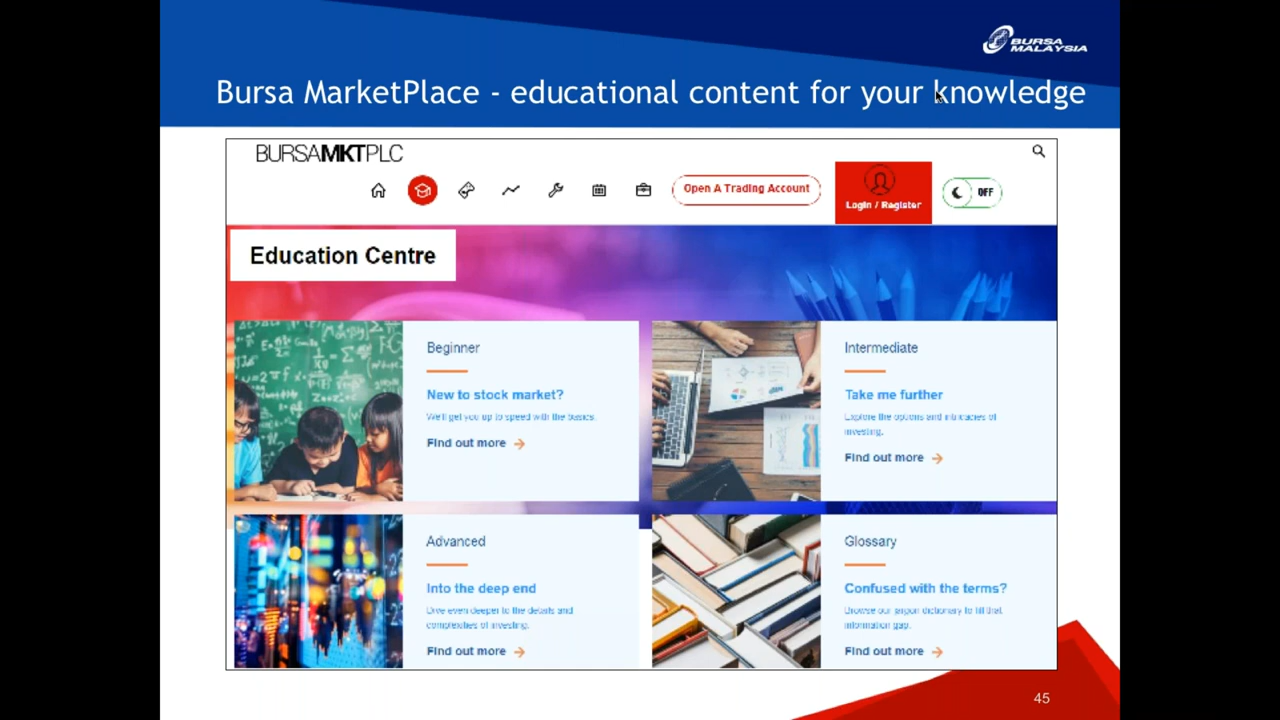 BURSA
MALAYSIA
Bursa MarketPlace - educational content for your knowledge
BURSAMKTPLC
Open A Trading Account
Login / Register
OFF
Education Centre
Beginner
New to stock market?
We'll get you up to speed with the basics.
Find out more
Intermediate
Take me further
Explore the options and intricacies of
investing.
Find out more
Advanced
Into the deep end
Dive even deeper to the details and
complexities of investing.
Find out more
Glossary
Confused with the terms?
Browse our jargon dictionary to fill that
information gap.
Find out more
45